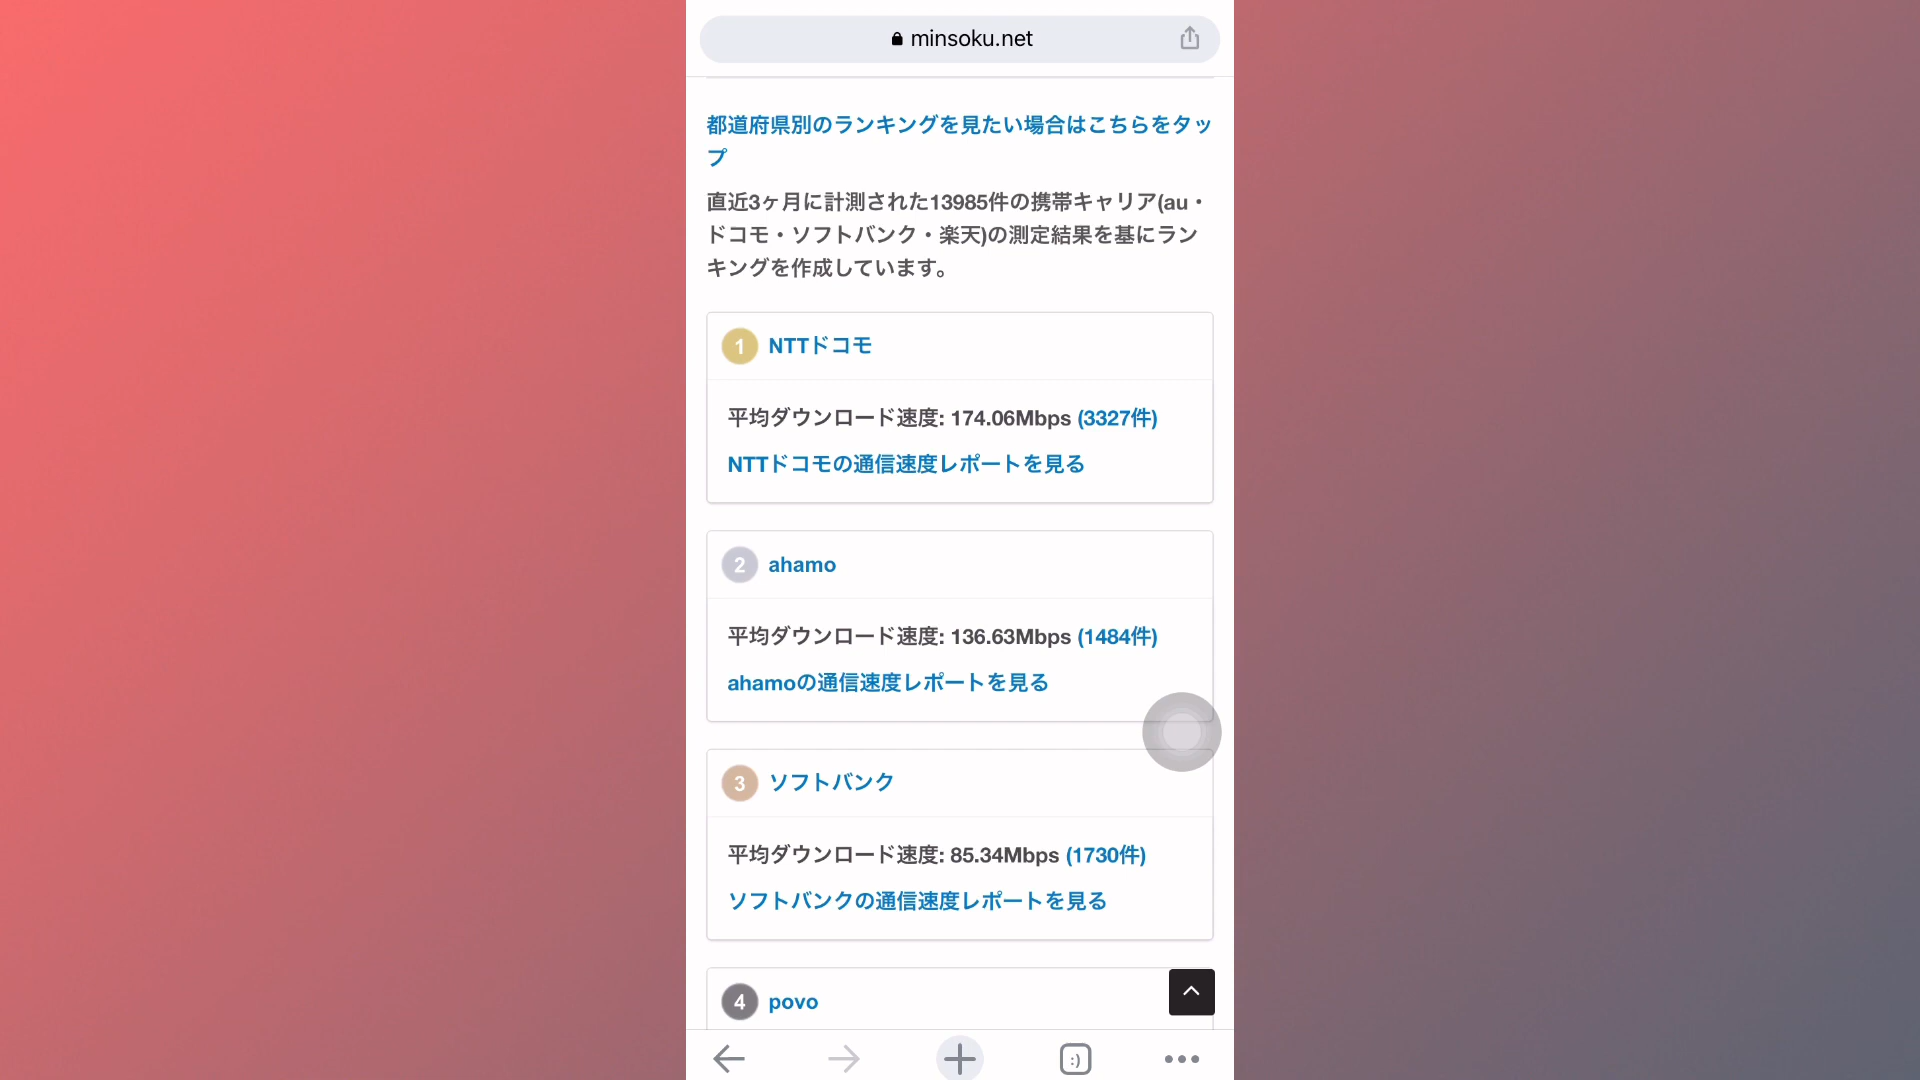 minsoku.net
都道府県別のランキングを見たい場合はこちらをタッ
プ
直近3ヶ月に計測された13985件の携帯キャリア(au・
ドコモ・ソフトバンク・楽天)の測定結果を基にラン
キングを作成しています。
1 NTTドコモ
平均ダウンロード速度: 174.06Mbps (3327件)
NTTドコモの通信速度レポートを見る
2 ahamo
平均ダウンロード速度: 136.63Mbps (1484件)
ahamoの通信速度レポートを見る
3 ソフトバンク
平均ダウンロード速度: 85.34Mbps (1730件)
ソフトバンクの通信速度レポートを見る
4 povo
:)